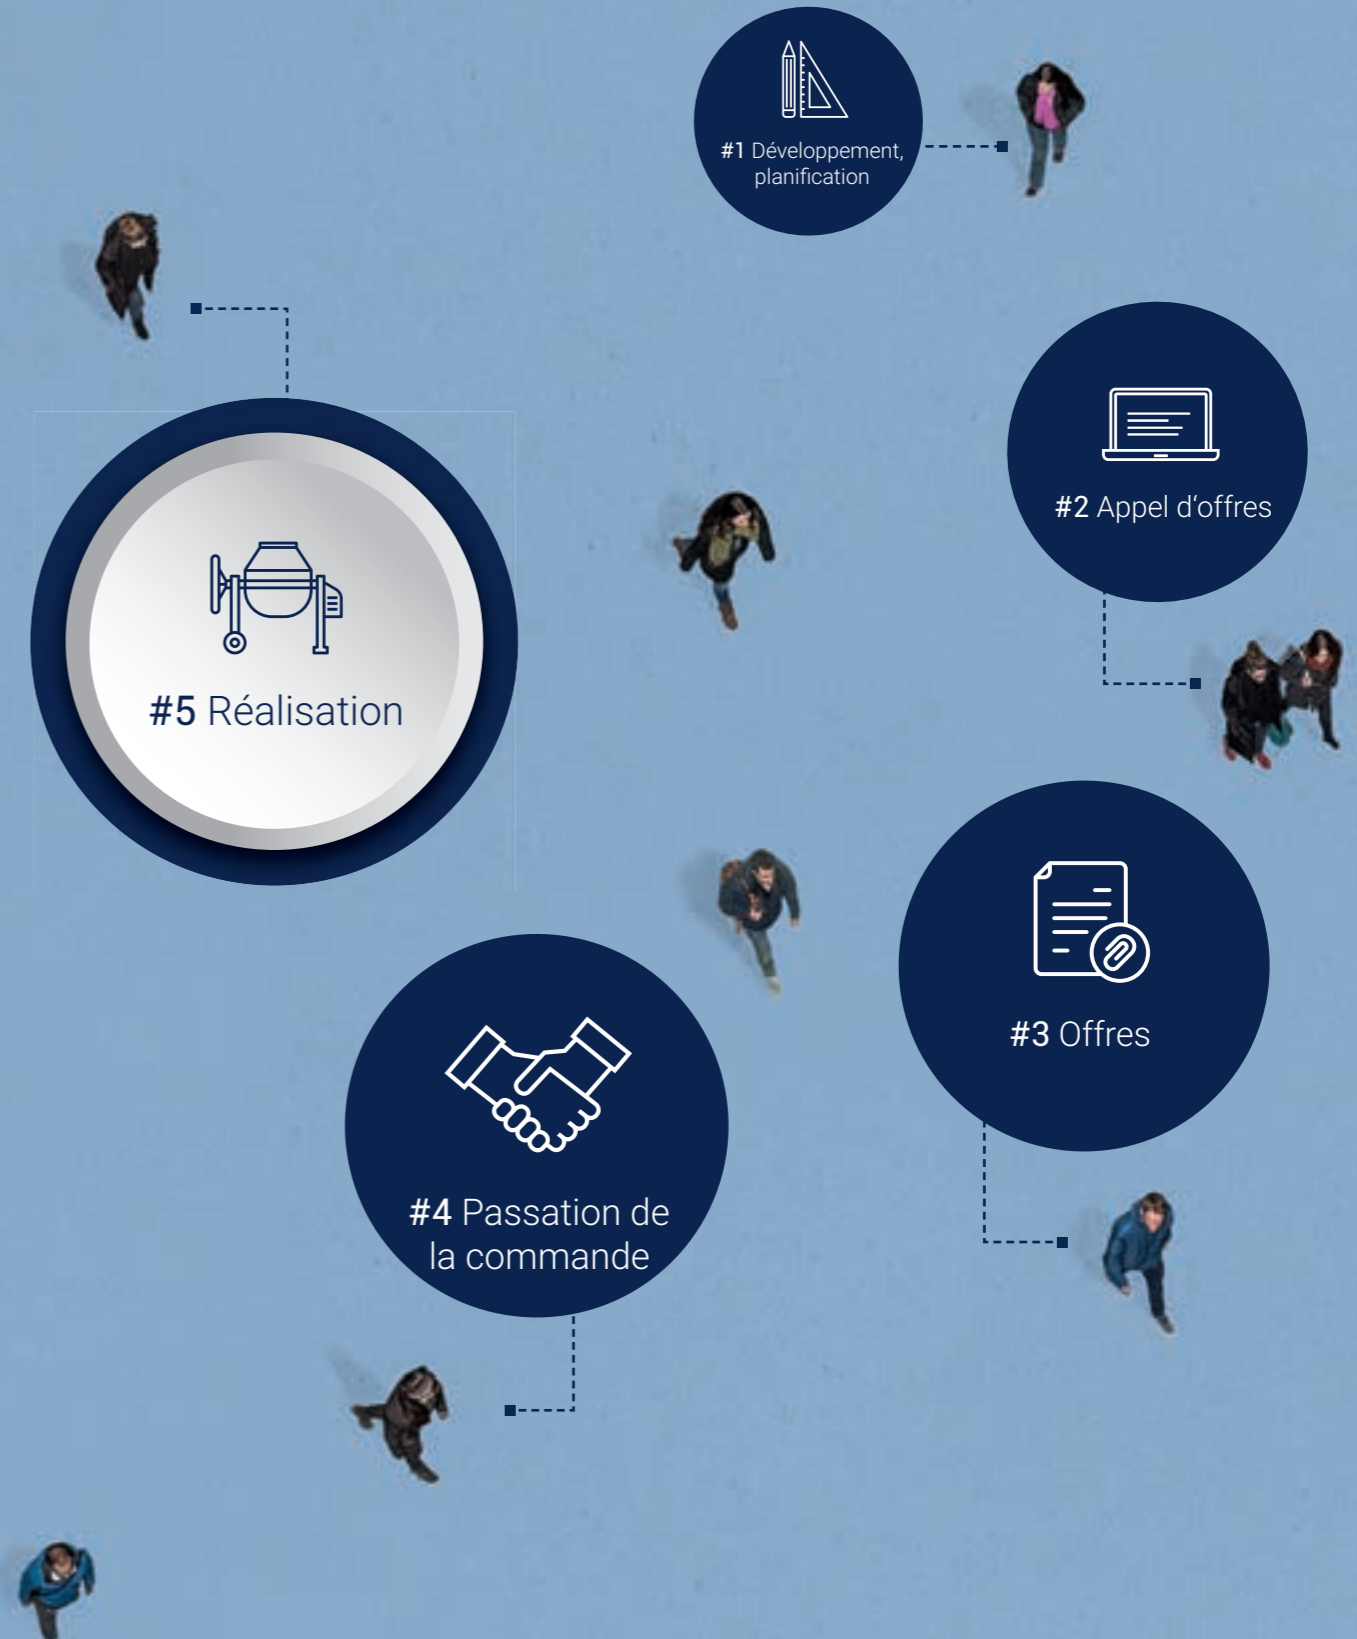 #1 Développement,
planification
#2 Appel d‘offres
#3 Offres
#4 Passation de
la commande
#5 Réalisation